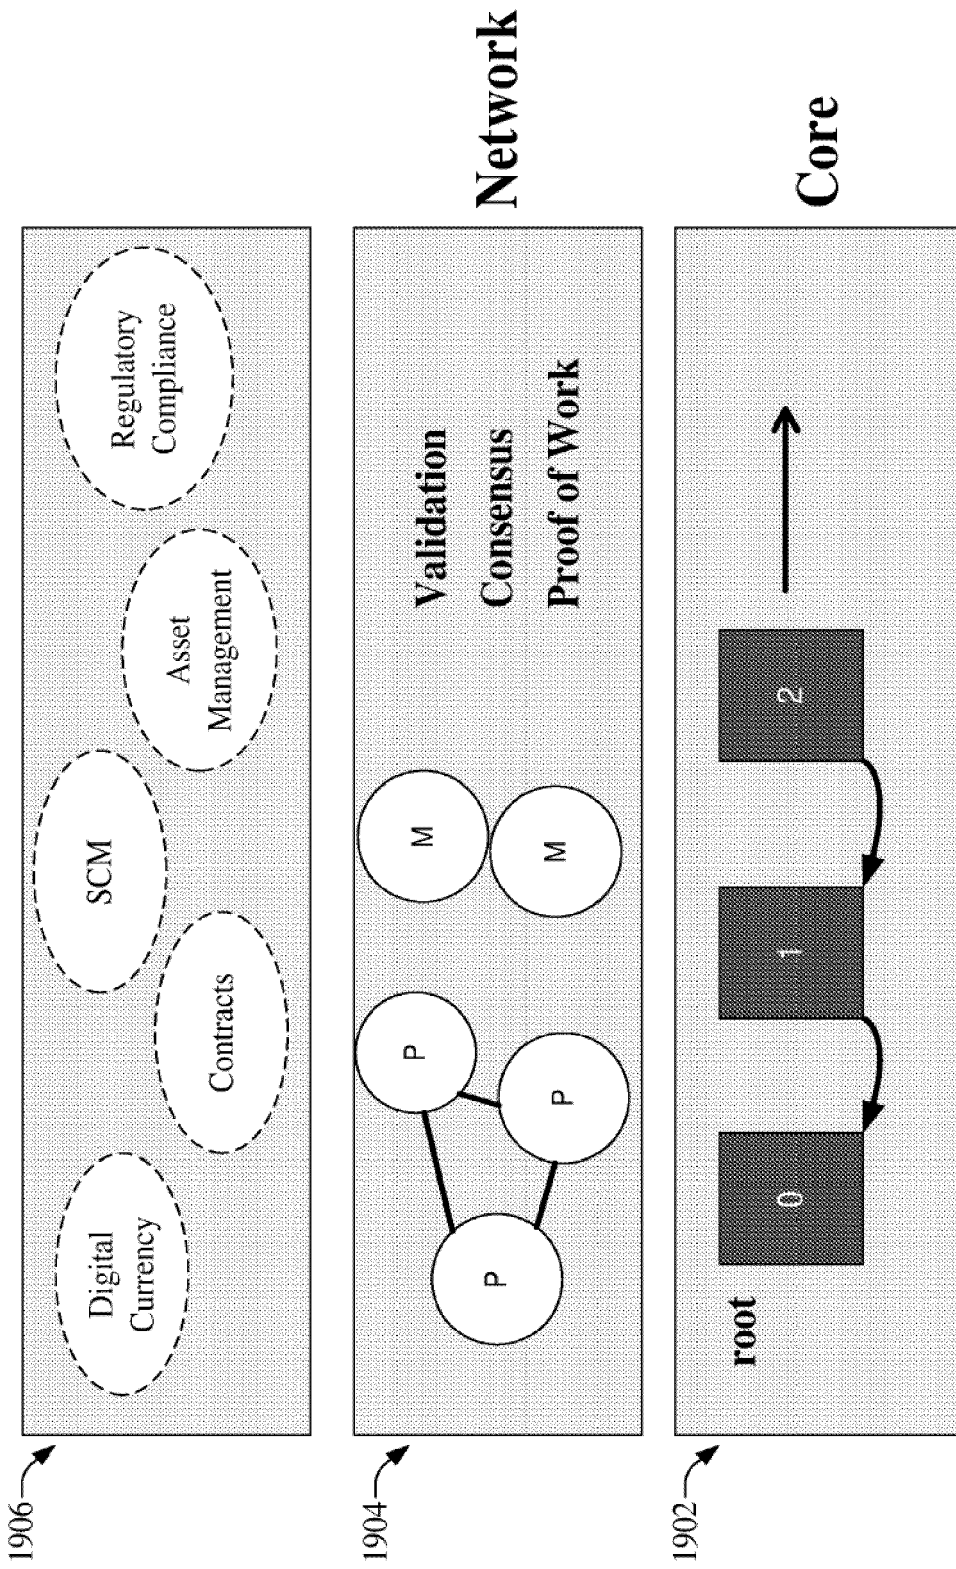 1906
Digital
Currency
Contracts
SCM
Asset
Management
Regulatory
Compliance
1904
P
P
P
M
M
Validation
Consensus
Proof of Work
Network
1902
root
0
1
2
Core